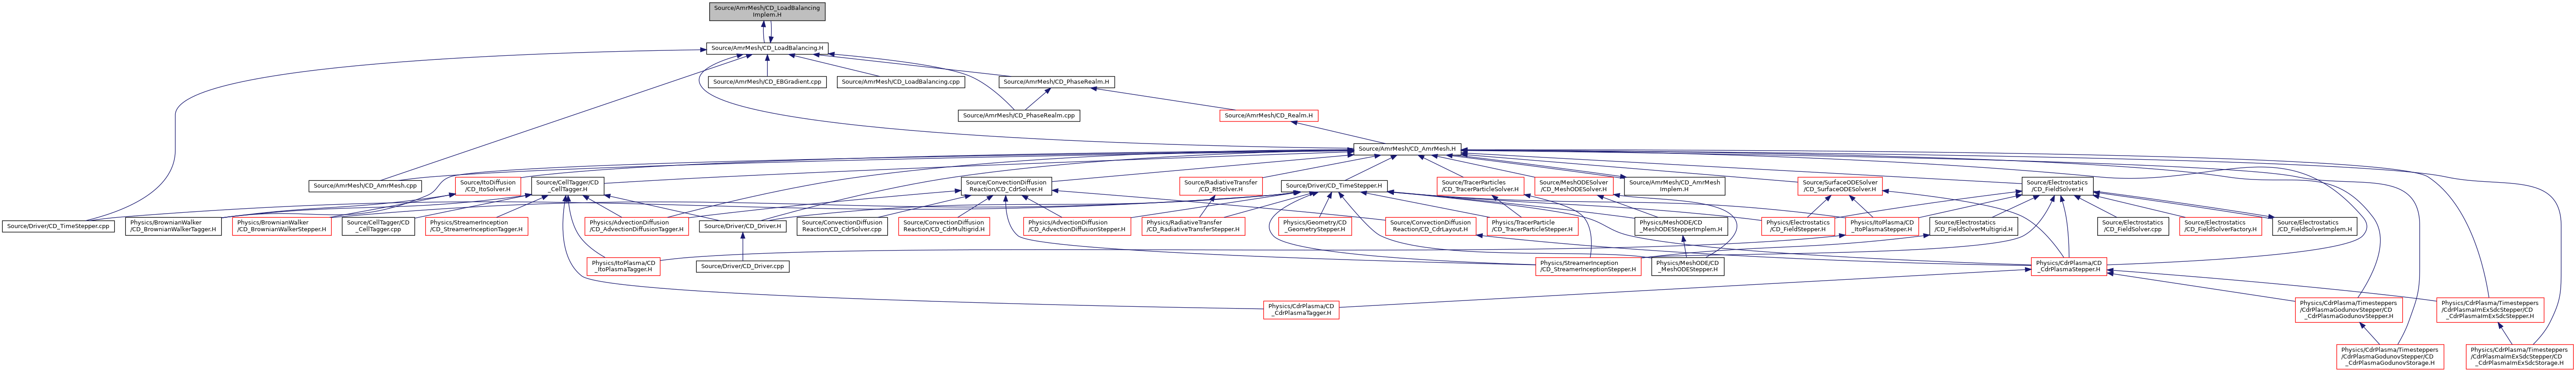 Source/AmrMesh/CD_LoadBalancing
Implem.H
Source/AmrMesh/CD_LoadBalancing.H
Source/AmrMesh/CD_EBGradient.cpp
Source/AmrMesh/CD_LoadBalancing.cpp
Source/AmrMesh/CD_PhaseRealm.H
Source/AmrMesh/CD_PhaseRealm.cpp
Source/AmrMesh/CD_Realm.H
Source/AmrMesh/CD_AmrMesh.H
Source/AmrMesh/CD_AmrMesh.cpp
Source/ItoDiffusion
/CD_ItoSolver.H
Source/CellTagger/CD
_CellTagger.H
Source/ConvectionDiffusion
Reaction/CD_CdrSolver.H
Source/RadiativeTransfer
/CD_RtSolver.H
Source/Driver/CD_TimeStepper.H
Source/TracerParticles
/CD_TracerParticleSolver.H
Source/MeshODESolver
/CD_MeshODESolver.H
Source/AmrMesh/CD_AmrMesh
Implem.H
Source/SurfaceODESolver
/CD_SurfaceODESolver.H
Source/Electrostatics
/CD_FieldSolver.H
Source/Driver/CD_TimeStepper.cpp
Physics/BrownianWalker
/CD_BrownianWalkerTagger.H
Physics/BrownianWalker
/CD_BrownianWalkerStepper.H
Source/CellTagger/CD
_CellTagger.cpp
Physics/StreamerInception
/CD_StreamerInceptionTagger.H
Physics/AdvectionDiffusion
/CD_AdvectionDiffusionTagger.H
Source/Driver/CD_Driver.H
Source/ConvectionDiffusion
Reaction/CD_CdrSolver.cpp
Source/ConvectionDiffusion
Reaction/CD_CdrMultigrid.H
Physics/AdvectionDiffusion
/CD_AdvectionDiffusionStepper.H
Physics/RadiativeTransfer
/CD_RadiativeTransferStepper.H
Physics/Geometry/CD
_GeometryStepper.H
Source/ConvectionDiffusion
Reaction/CD_CdrLayout.H
Physics/TracerParticle
/CD_TracerParticleStepper.H
Physics/MeshODE/CD
_MeshODEStepperImplem.H
Physics/Electrostatics
/CD_FieldStepper.H
Physics/ItoPlasma/CD
_ItoPlasmaStepper.H
Source/Electrostatics
/CD_FieldSolverMultigrid.H
Source/Electrostatics
/CD_FieldSolver.cpp
Source/Electrostatics
/CD_FieldSolverFactory.H
Source/Electrostatics
/CD_FieldSolverImplem.H
Physics/ItoPlasma/CD
_ItoPlasmaTagger.H
Source/Driver/CD_Driver.cpp
Physics/StreamerInception
/CD_StreamerInceptionStepper.H
Physics/MeshODE/CD
_MeshODEStepper.H
Physics/CdrPlasma/CD
_CdrPlasmaStepper.H
Physics/CdrPlasma/CD
_CdrPlasmaTagger.H
Physics/CdrPlasma/Timesteppers
/CdrPlasmaGodunovStepper/CD
_CdrPlasmaGodunovStepper.H
Physics/CdrPlasma/Timesteppers
/CdrPlasmaImExSdcStepper/CD
_CdrPlasmaImExSdcStepper.H
Physics/CdrPlasma/Timesteppers
/CdrPlasmaGodunovStepper/CD
_CdrPlasmaGodunovStorage.H
Physics/CdrPlasma/Timesteppers
/CdrPlasmaImExSdcStepper/CD
_CdrPlasmaImExSdcStorage.H